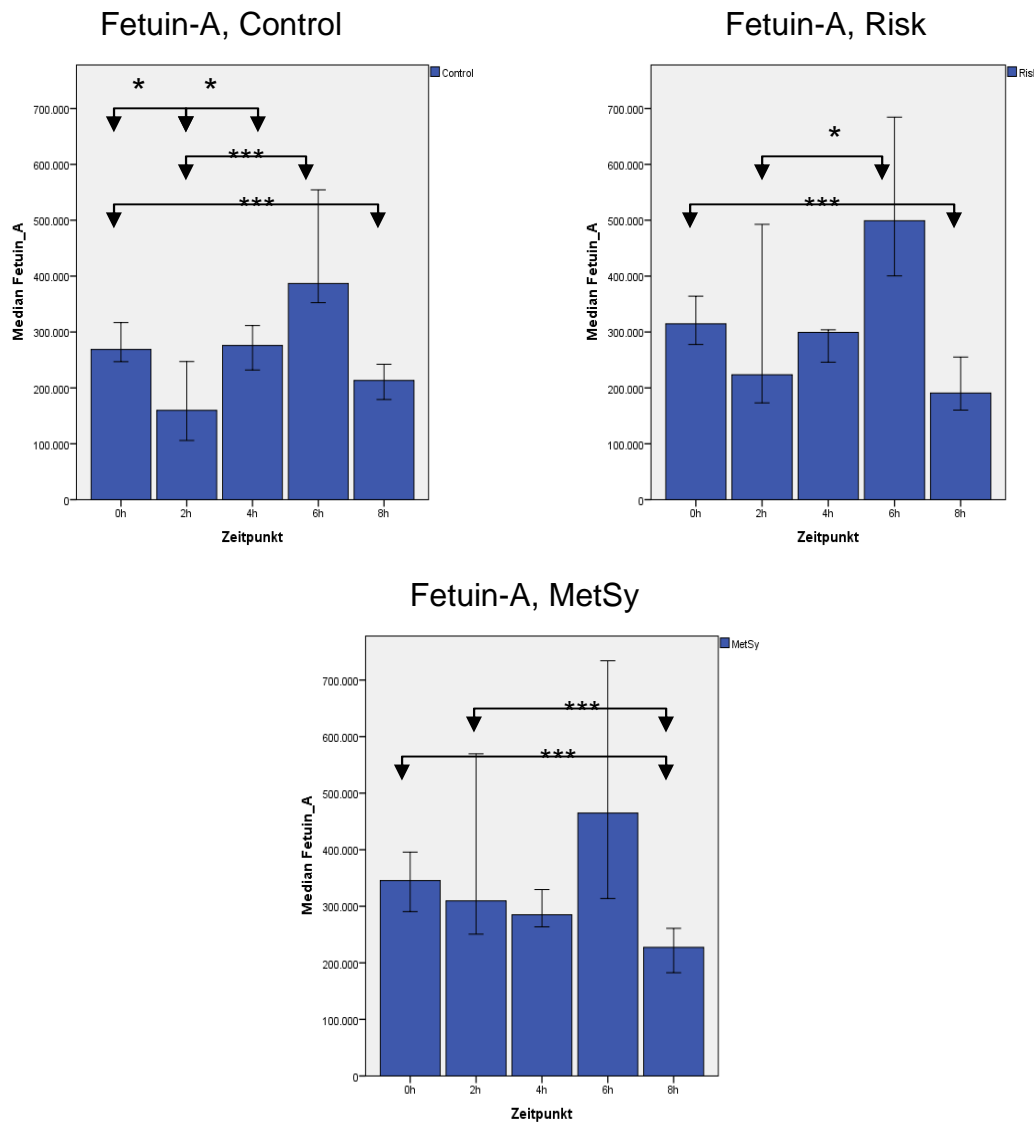 Fetuin-A, Control
Control
* *
***
***
700.000
600.000
500.000
400.000
300.000
200.000
100.000
0
Median Fetuin_A
0h 2h 4h 6h 8h
Zeitpunkt
Fetuin-A, Risk
Risk
*
***
700.000
600.000
500.000
400.000
300.000
200.000
100.000
0
Median Fetuin_A
0h 2h 4h 6h 8h
Zeitpunkt
Fetuin-A, MetSy
MetSy
***
***
700.000
600.000
500.000
400.000
300.000
200.000
100.000
0
Median Fetuin_A
0h 2h 4h 6h 8h
Zeitpunkt